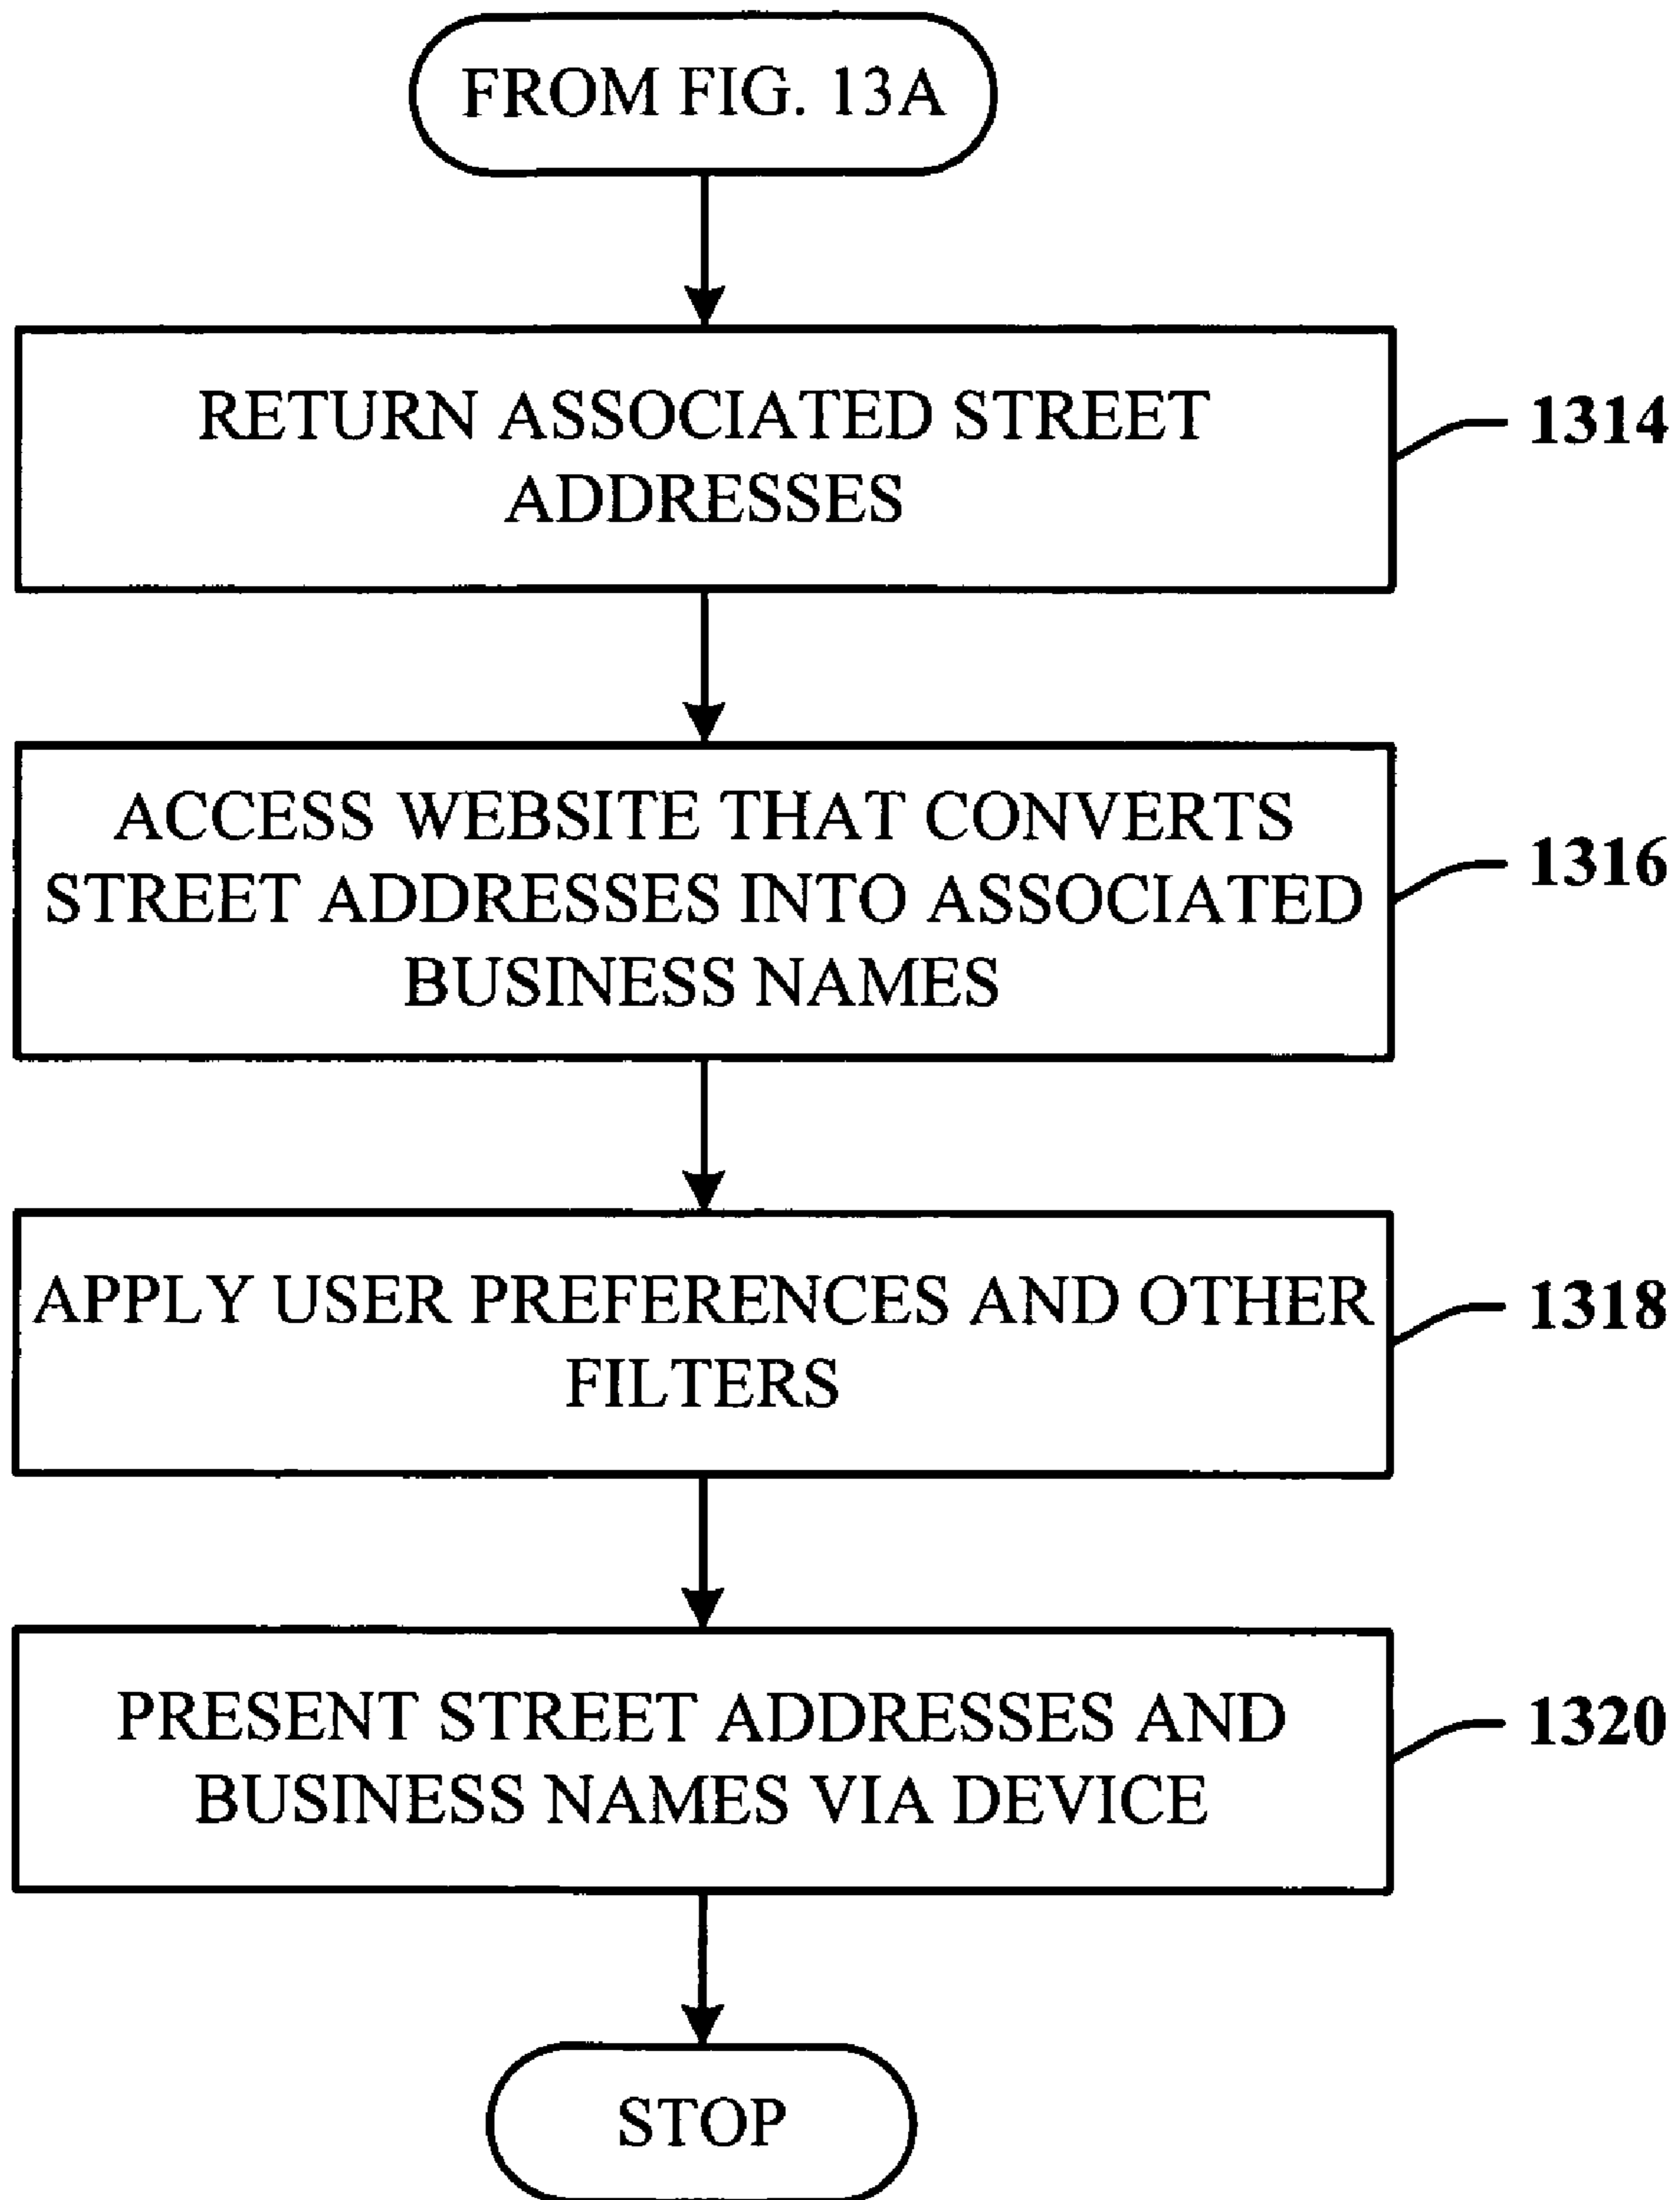 FROM FIG. 13A
RETURN ASSOCIATED STREET
ADDRESSES
1314
ACCESS WEBSITE THAT CONVERTS
STREET ADDRESSES INTO ASSOCIATED
BUSINESS NAMES
1316
APPLY USER PREFERENCES AND OTHER
FILTERS
1318
PRESENT STREET ADDRESSES AND
BUSINESS NAMES VIA DEVICE
1320
STOP